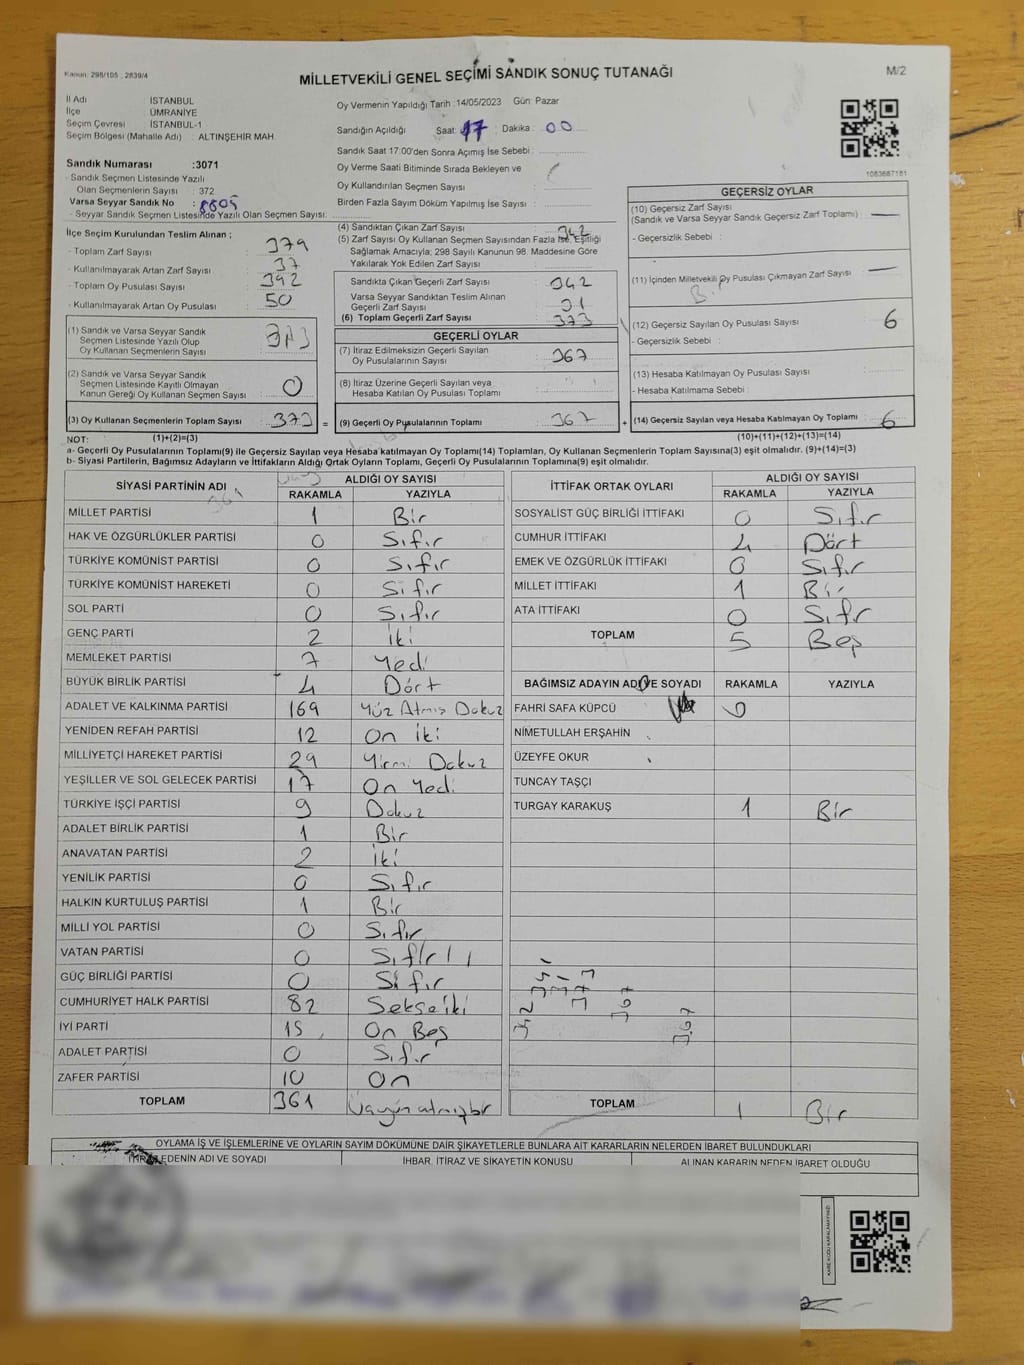 Kanun: 298/105 , 2839/4
MİLLETVEKİLİ GENEL SEÇİMİ SANDIK SONUÇ TUTANAĞI
M/2
İl Adı İSTANBUL
İlçe ÜMRANİYE
Seçim Çevresi İSTANBUL-1
Seçim Bölgesi (Mahalle Adı) : ALTINŞEHİR MAH.
Sandık Numarası :3071
- Sandık Seçmen Listesinde Yazılı
Olan Seçmenlerin Sayısı : 372
Varsa Seyyar Sandık No : 8605
- Seyyar Sandık Seçmen Listesinde Yazılı Olan Seçmen Sayısı:
Oy Vermenin Yapıldığı Tarih :14/05/2023 Gün: Pazar
Sandığın Açıldığı Saat: 17 Dakika : 00
Sandık Saat 17:00'den Sonra Açımış İse Sebebi :
Oy Verme Saati Bitiminde Sırada Bekleyen ve
Oy Kullandırılan Seçmen Sayısı :
Birden Fazla Sayım Döküm Yapılmış İse Sayısı :
1083687181
İlçe Seçim Kurulundan Teslim Alınan ;
- Toplam Zarf Sayısı : 379
- Kullanılmayarak Artan Zarf Sayısı : 37
- Toplam Oy Pusulası Sayısı : 392
- Kullanılmayarak Artan Oy Pusulası : 50
(1) Sandık ve Varsa Seyyar Sandık
Seçmen Listesinde Yazılı Olup
Oy Kullanan Seçmenlerin Sayısı : 373
(2) Sandık ve Varsa Seyyar Sandık
Seçmen Listesinde Kayıtlı Olmayan
Kanun Gereği Oy Kullanan Seçmen Sayısı : 0
(3) Oy Kullanan Seçmenlerin Toplam Sayısı : 373 =
(4) Sandıktan Çıkan Zarf Sayısı : 342
(5) Zarf Sayısı Oy Kullanan Seçmen Sayısından Fazla İse, Eşitliği
Sağlamak Amacıyla; 298 Sayılı Kanunun 98. Maddesine Göre
Yakılarak Yok Edilen Zarf Sayısı :
Sandıkta Çıkan Geçerli Zarf Sayısı : 342
Varsa Seyyar Sandıktan Teslim Alınan
Geçerli Zarf Sayısı : 31
(6) Toplam Geçerli Zarf Sayısı : 373
GEÇERLİ OYLAR
(7) İtiraz Edilmeksizin Geçerli Sayılan
Oy Pusulalarının Sayısı : 367
(8) İtiraz Üzerine Geçerli Sayılan veya
Hesaba Katılan Oy Pusulası Toplamı :
(9) Geçerli Oy Pusulalarının Toplamı : 367 +
GEÇERSİZ OYLAR
(10) Geçersiz Zarf Sayısı
(Sandık ve Varsa Seyyar Sandık Geçersiz Zarf Toplamı) : —
- Geçersizlik Sebebi :
(11) İçinden Milletvekili Oy Pusulası Çıkmayan Zarf Sayısı : —
(12) Geçersiz Sayılan Oy Pusulası Sayısı : 6
- Geçersizlik Sebebi :
(13) Hesaba Katılmayan Oy Pusulası Sayısı :
- Hesaba Katılmama Sebebi :
(14) Geçersiz Sayılan veya Hesaba Katılmayan Oy Toplamı : 6
NOT: (1)+(2)=(3) (10)+(11)+(12)+(13)=(14)
a- Geçerli Oy Pusulalarının Toplamı(9) ile Geçersiz Sayılan veya Hesaba katılmayan Oy Toplamı(14) Toplamları, Oy Kullanan Seçmenlerin Toplam Sayısına(3) eşit olmalıdır. (9)+(14)=(3)
b- Siyasi Partilerin, Bağımsız Adayların ve İttifakların Aldığı Ortak Oyların Toplamı, Geçerli Oy Pusulalarının Toplamına(9) eşit olmalıdır.
SİYASİ PARTİNİN ADI ALDIĞI OY SAYISI
RAKAMLA YAZIYLA
MİLLET PARTİSİ 1 Bir
HAK VE ÖZGÜRLÜKLER PARTİSİ 0 Sıfır
TÜRKİYE KOMÜNİST PARTİSİ 0 Sıfır
TÜRKİYE KOMÜNİST HAREKETİ 0 Sıfır
SOL PARTİ 0 Sıfır
GENÇ PARTİ 2 İki
MEMLEKET PARTİSİ 7 Yedi
BÜYÜK BİRLİK PARTİSİ 4 Dört
ADALET VE KALKINMA PARTİSİ 169 Yüz Atmış Dokuz
YENİDEN REFAH PARTİSİ 12 On iki
MİLLİYETÇİ HAREKET PARTİSİ 29 Yirmi Dokuz
YEŞİLLER VE SOL GELECEK PARTİSİ 17 On Yedi
TÜRKİYE İŞÇİ PARTİSİ 9 Dokuz
ADALET BİRLİK PARTİSİ 1 Bir
ANAVATAN PARTİSİ 2 İki
YENİLİK PARTİSİ 0 Sıfır
HALKIN KURTULUŞ PARTİSİ 1 Bir
MİLLİ YOL PARTİSİ 0 Sıfır
VATAN PARTİSİ 0 Sıfır
GÜÇ BİRLİĞİ PARTİSİ 0 Sıfır
CUMHURİYET HALK PARTİSİ 82 Sekseiki
İYİ PARTİ 15 On Beş
ADALET PARTİSİ 0 Sıfır
ZAFER PARTİSİ 10 On
TOPLAM 361 Üçyüzatmışbir
İTTİFAK ORTAK OYLARI ALDIĞI OY SAYISI
RAKAMLA YAZIYLA
SOSYALİST GÜÇ BİRLİĞİ İTTİFAKI 0 Sıfır
CUMHUR İTTİFAKI 4 Dört
EMEK VE ÖZGÜRLÜK İTTİFAKI 0 Sıfır
MİLLET İTTİFAKI 1 Bir
ATA İTTİFAKI 0 Sıfır
TOPLAM 5 Beş
BAĞIMSIZ ADAYIN ADI VE SOYADI RAKAMLA YAZIYLA
FAHRİ SAFA KÜPCÜ 0
NİMETULLAH ERŞAHİN
ÜZEYFE OKUR
TUNCAY TAŞÇI
TURGAY KARAKUŞ 1 Bir
342
31
373
367
367
TOPLAM 1 Bir
OYLAMA İŞ VE İŞLEMLERİNE VE OYLARIN SAYIM DÖKÜMÜNE DAİR ŞİKAYETLERLE BUNLARA AİT KARARLARIN NELERDEN İBARET BULUNDUKLARI
EDENİN ADI VE SOYADI İHBAR, İTİRAZ VE ŞİKAYETİN KONUSU ALINAN KARARIN NEDEN İBARET OLDUĞU